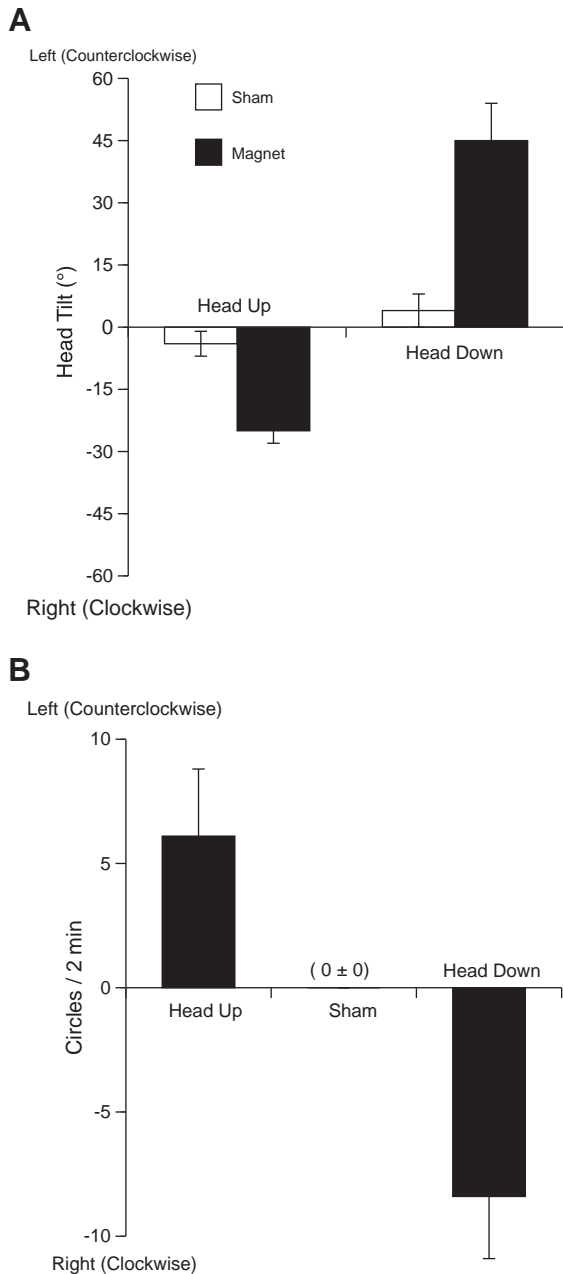 A
Left (Counterclockwise)
60
Sham
45
Magnet
30
15
Head Up
0
Head Down
-15
-30
-45
-60
Head Tilt (°)
Right (Clockwise)
B
Left (Counterclockwise)
10
5
( 0 ± 0)
Head Down
0
Head Up
Sham
-5
-10
Circles / 2 min
Right (Clockwise)